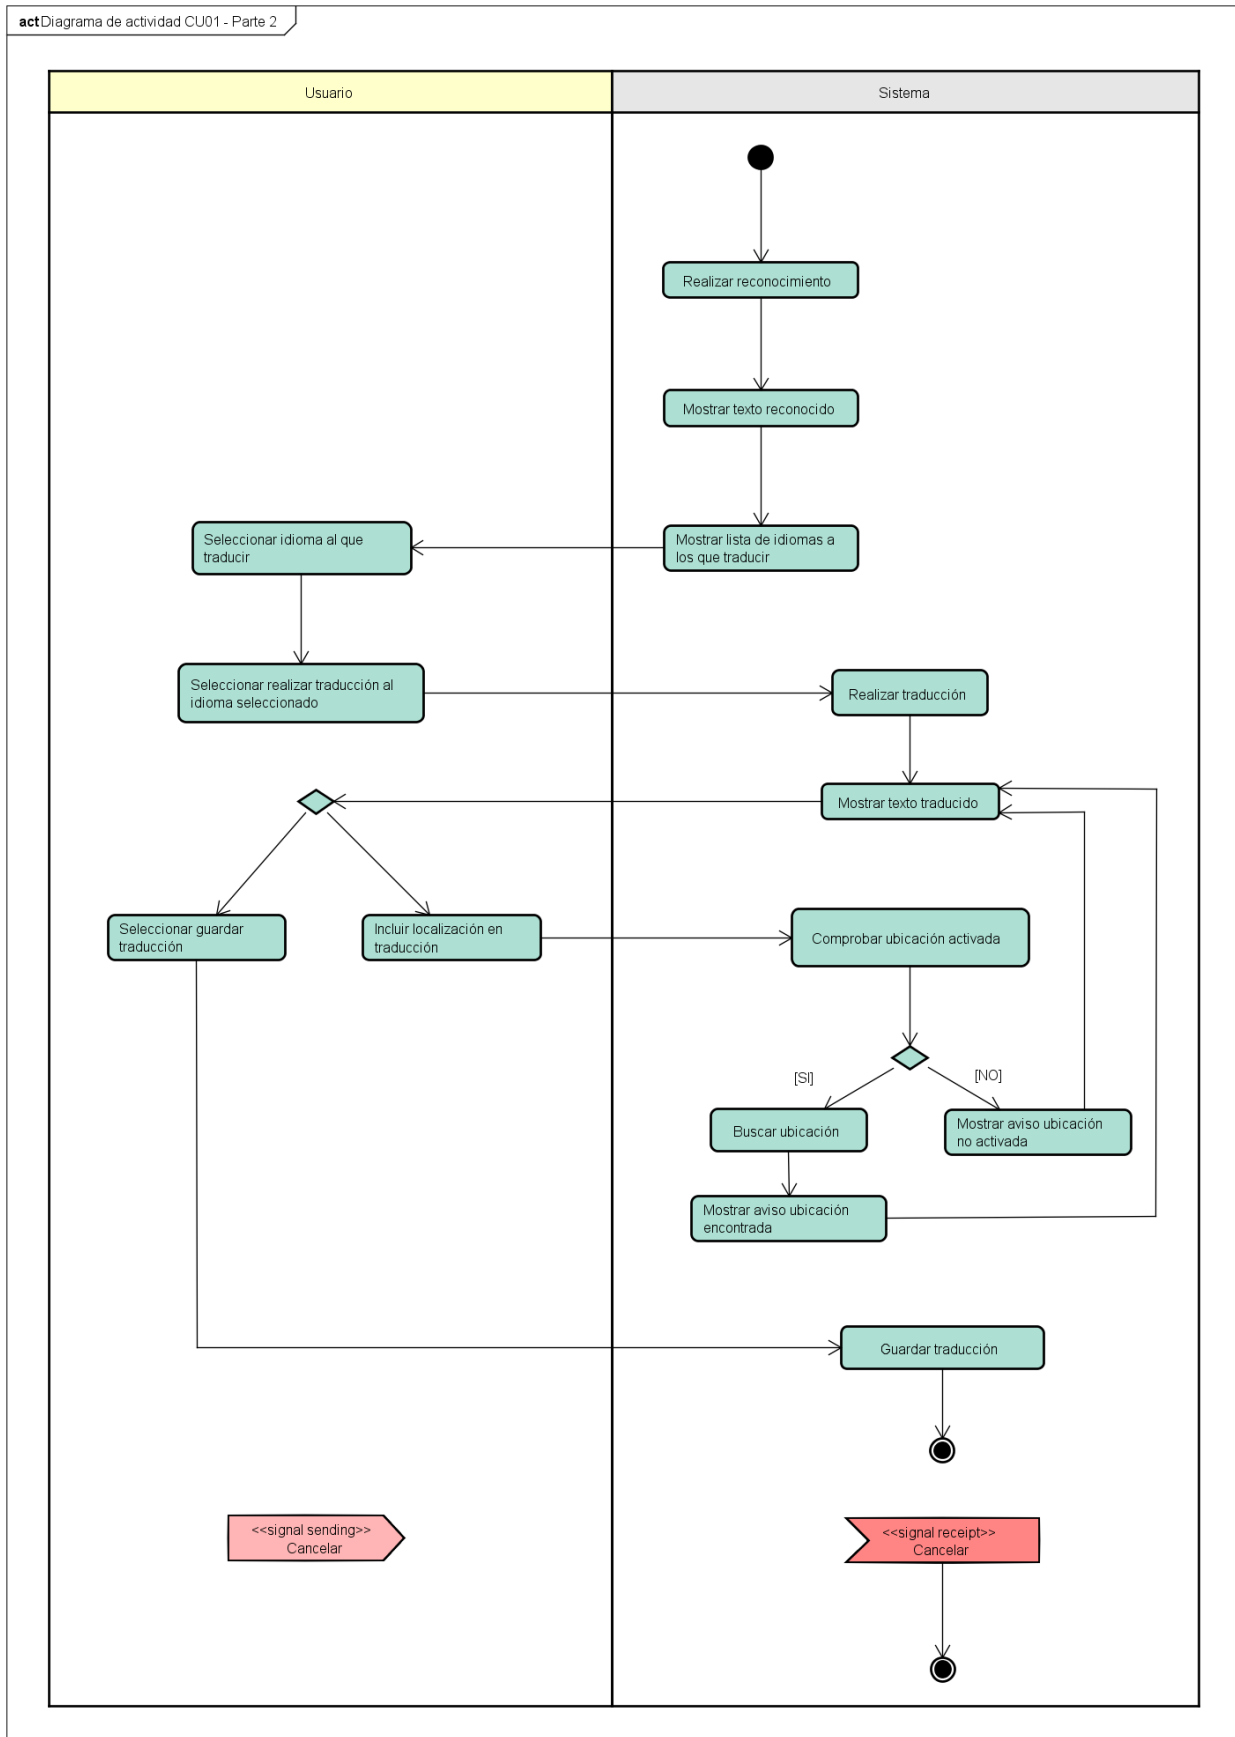 act Diagrama de actividad CU01 - Parte 2
Usuario
Sistema
Realizar reconocimiento
Mostrar texto reconocido
Seleccionar idioma al que
traducir
Mostrar lista de idiomas a
los que traducir
Seleccionar realizar traducción al
idioma seleccionado
Realizar traducción
Mostrar texto traducido
Seleccionar guardar
traducción
Incluir localización en
traducción
Comprobar ubicación activada
[SI]
[NO]
Buscar ubicación
Mostrar aviso ubicación
no activada
Mostrar aviso ubicación
encontrada
Guardar traducción
<<signal sending>>
Cancelar
<<signal receipt>>
Cancelar